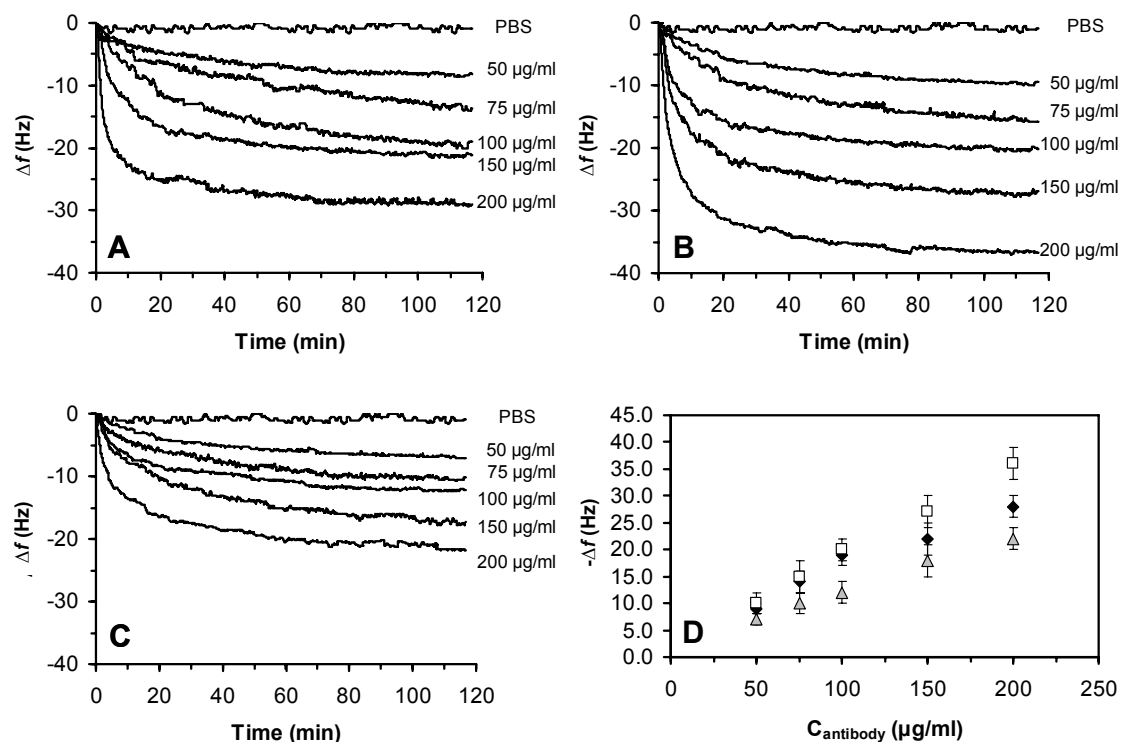 0
-10
-20
-30
-40
Δf (Hz)
PBS
50 µg/ml
75 µg/ml
100 µg/ml
150 µg/ml
200 µg/ml
A
0 20 40 60 80 100 120
Time (min)
0
-10
-20
-30
-40
Δf (Hz)
PBS
50 µg/ml
75 µg/ml
100 µg/ml
150 µg/ml
200 µg/ml
B
0 20 40 60 80 100 120
Time (min)
0
-10
-20
-30
-40
Δf (Hz)
PBS
50 µg/ml
75 µg/ml
100 µg/ml
150 µg/ml
200 µg/ml
C
0 20 40 60 80 100 120
Time (min)
45.0
40.0
35.0
30.0
25.0
20.0
15.0
10.0
5.0
0.0
-Δf (Hz)
D
0 50 100 150 200 250
Cantibody (µg/ml)